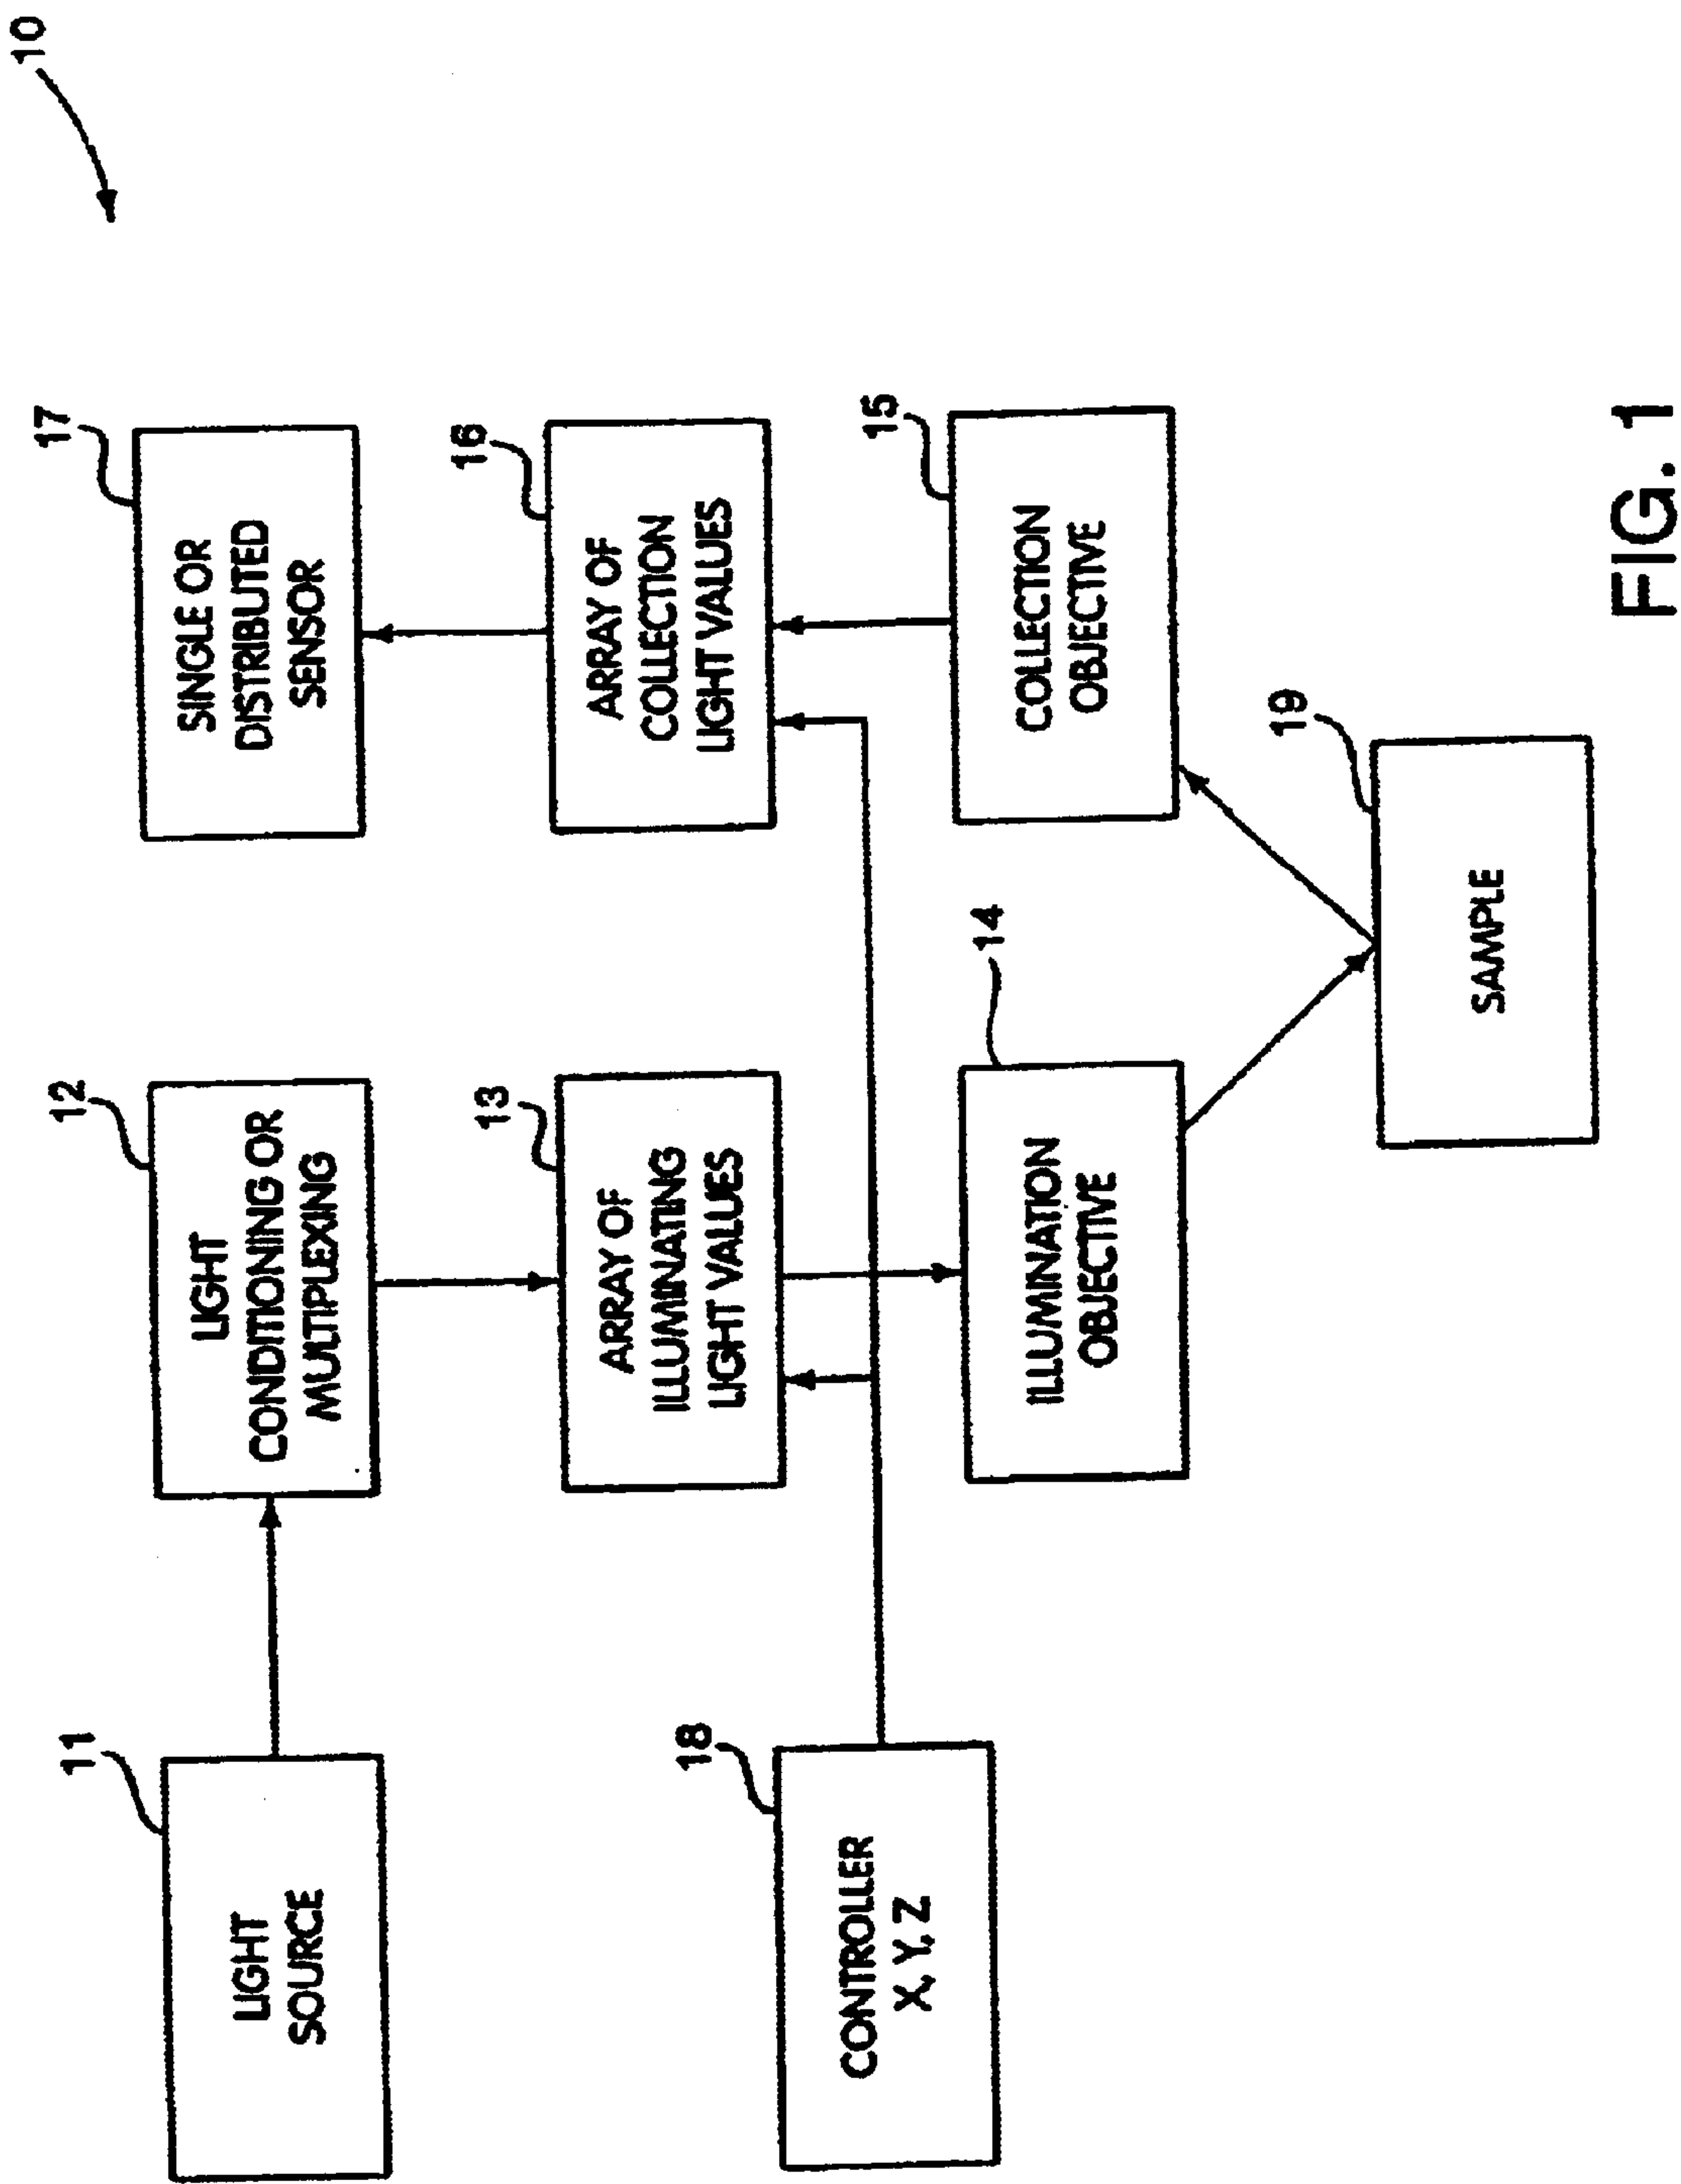 10
11
LIGHT
SOURCE
12
LIGHT
CONDITIONING OR
MULTIPLEXING
17
SINGLE OR
DISTRIBUTED
SENSOR
13
ARRAY OF
ILLUMINATING
LIGHT VALUES
16
ARRAY OF
COLLECTION
LIGHT VALUES
18
CONTROLLER
X, Y, Z
14
ILLUMINATION
OBJECTIVE
15
COLLECTION
OBJECTIVE
19
SAMPLE
FIG. 1